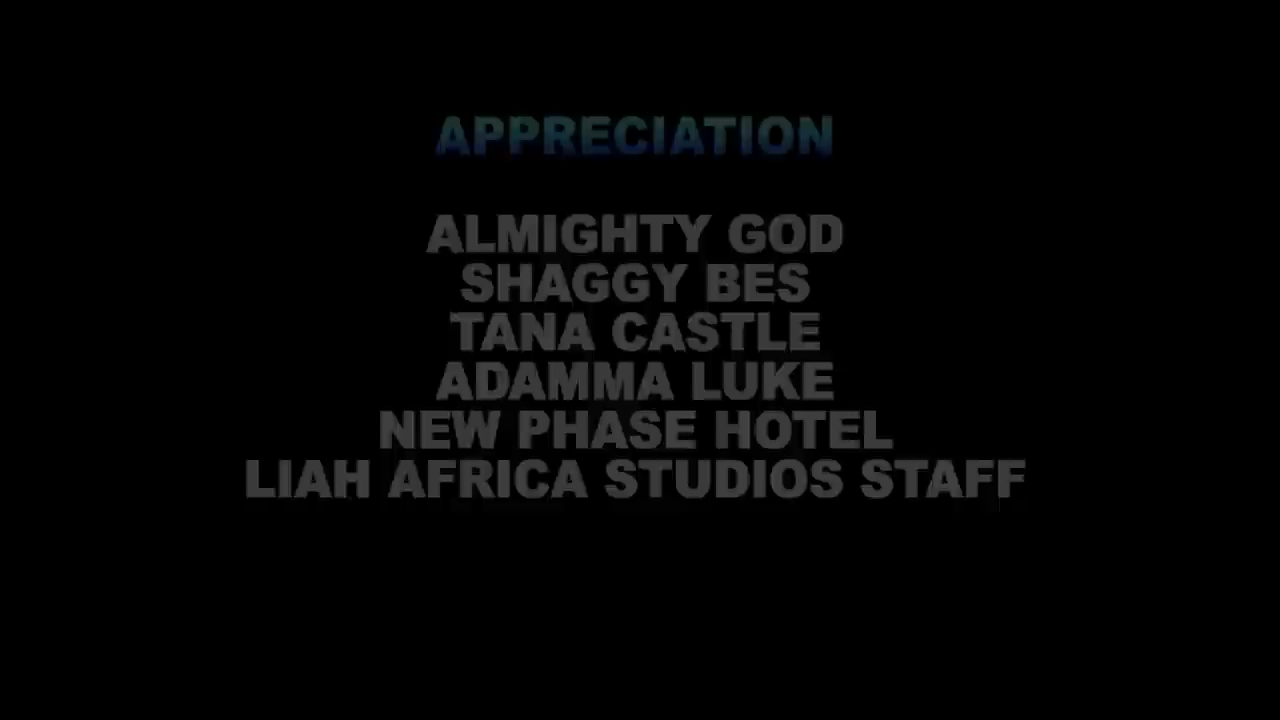 APPRECIATION
ALMIGHTY GOD
SHAGGY BES
TANA CASTLE
ADAMMA LUKE
NEW PHASE HOTEL
LIAH AFRICA STUDIOS STAFF